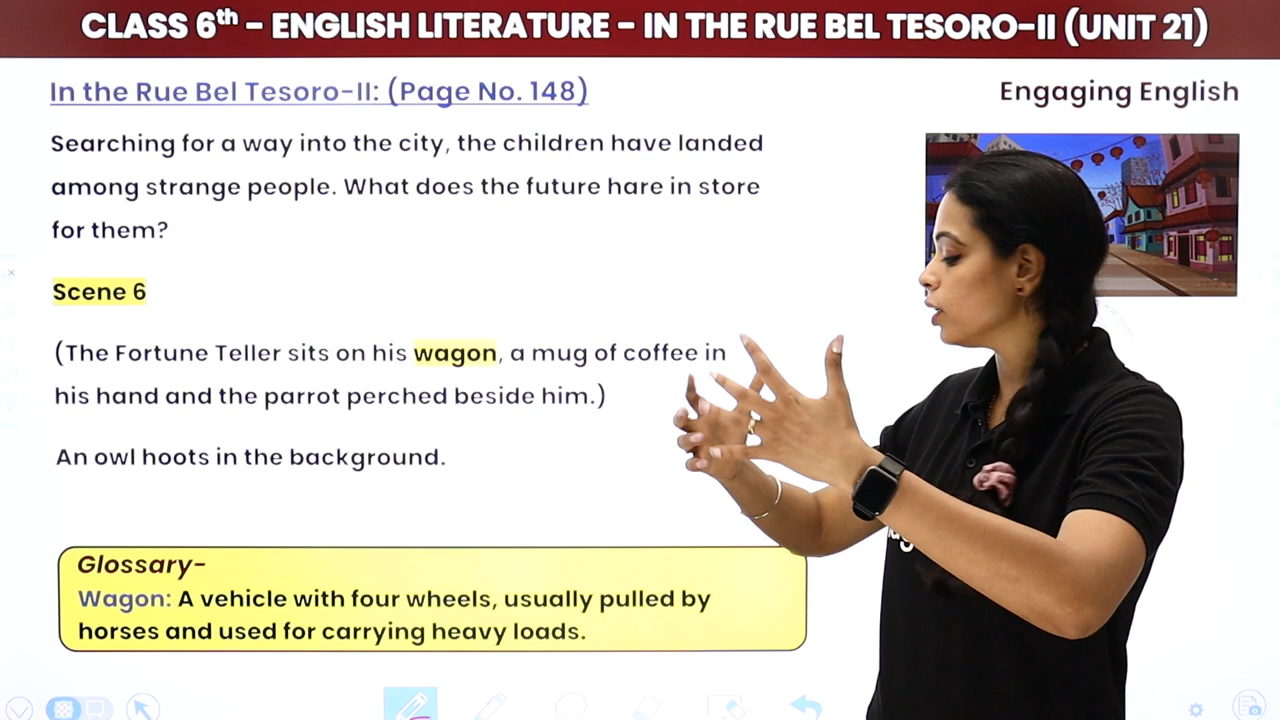 CLASS 6th – ENGLISH LITERATURE – IN THE RUE BEL TESORO-II (UNIT 21)
In the Rue Bel Tesoro-II: (Page No. 148)
Engaging English
Searching for a way into the city, the children have landed
among strange people. What does the future hare in store
for them?
Scene 6
(The Fortune Teller sits on his wagon, a mug of coffee in
his hand and the parrot perched beside him.)
An owl hoots in the background.
Glossary-
Wagon: A vehicle with four wheels, usually pulled by
horses and used for carrying heavy loads.